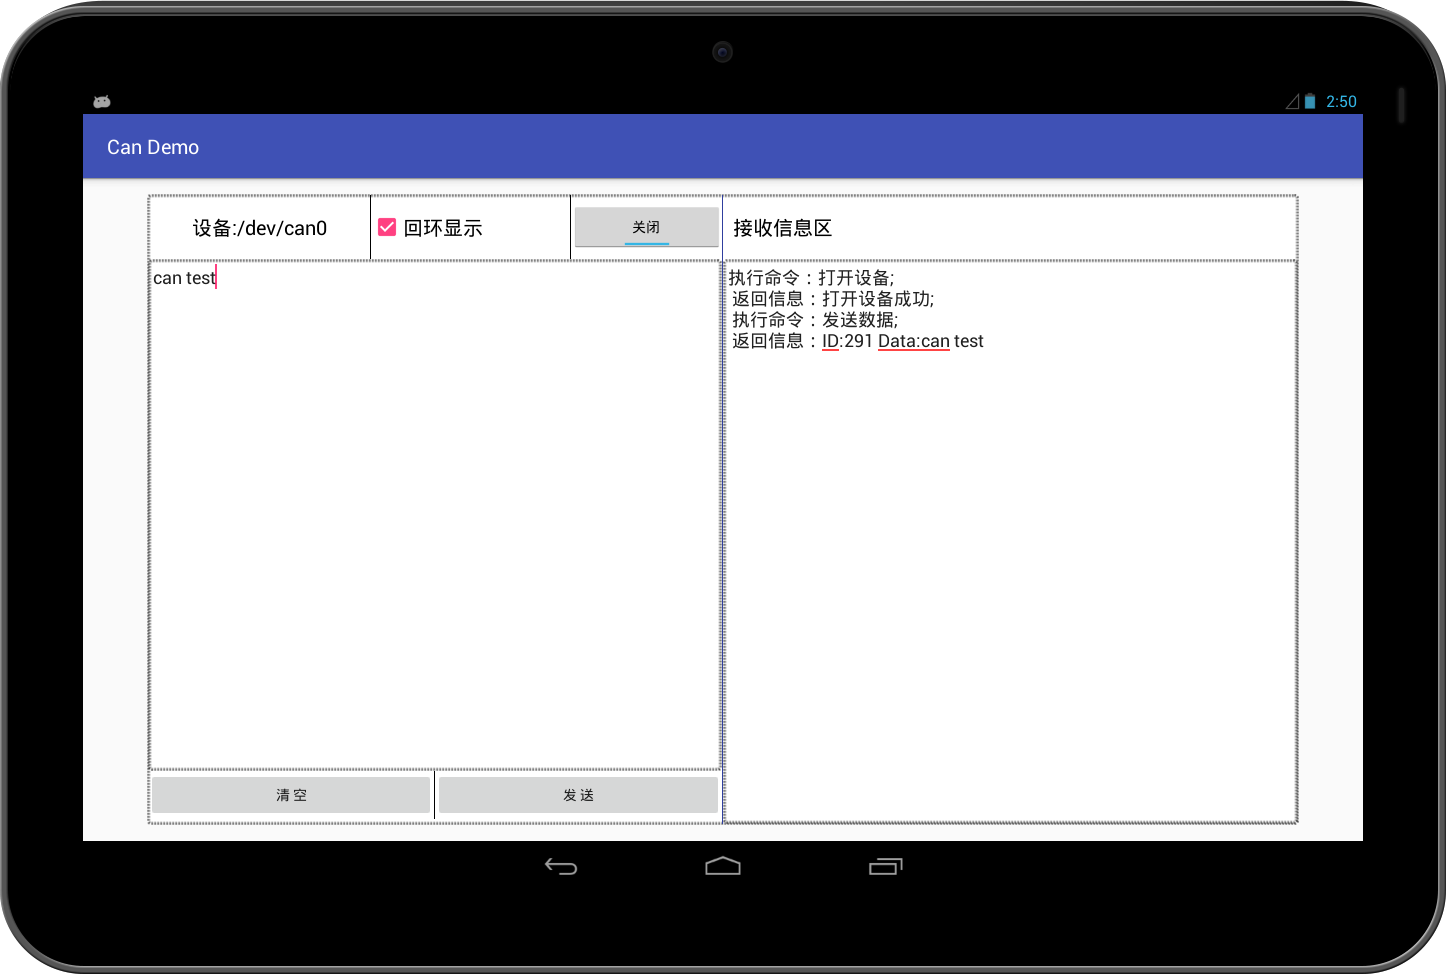 2:50
Can Demo
设备:/dev/can0
回环显示
关闭
接收信息区
can test
执行命令：打开设备;
返回信息：打开设备成功;
执行命令：发送数据;
返回信息：ID:291 Data:can test
清 空
发 送